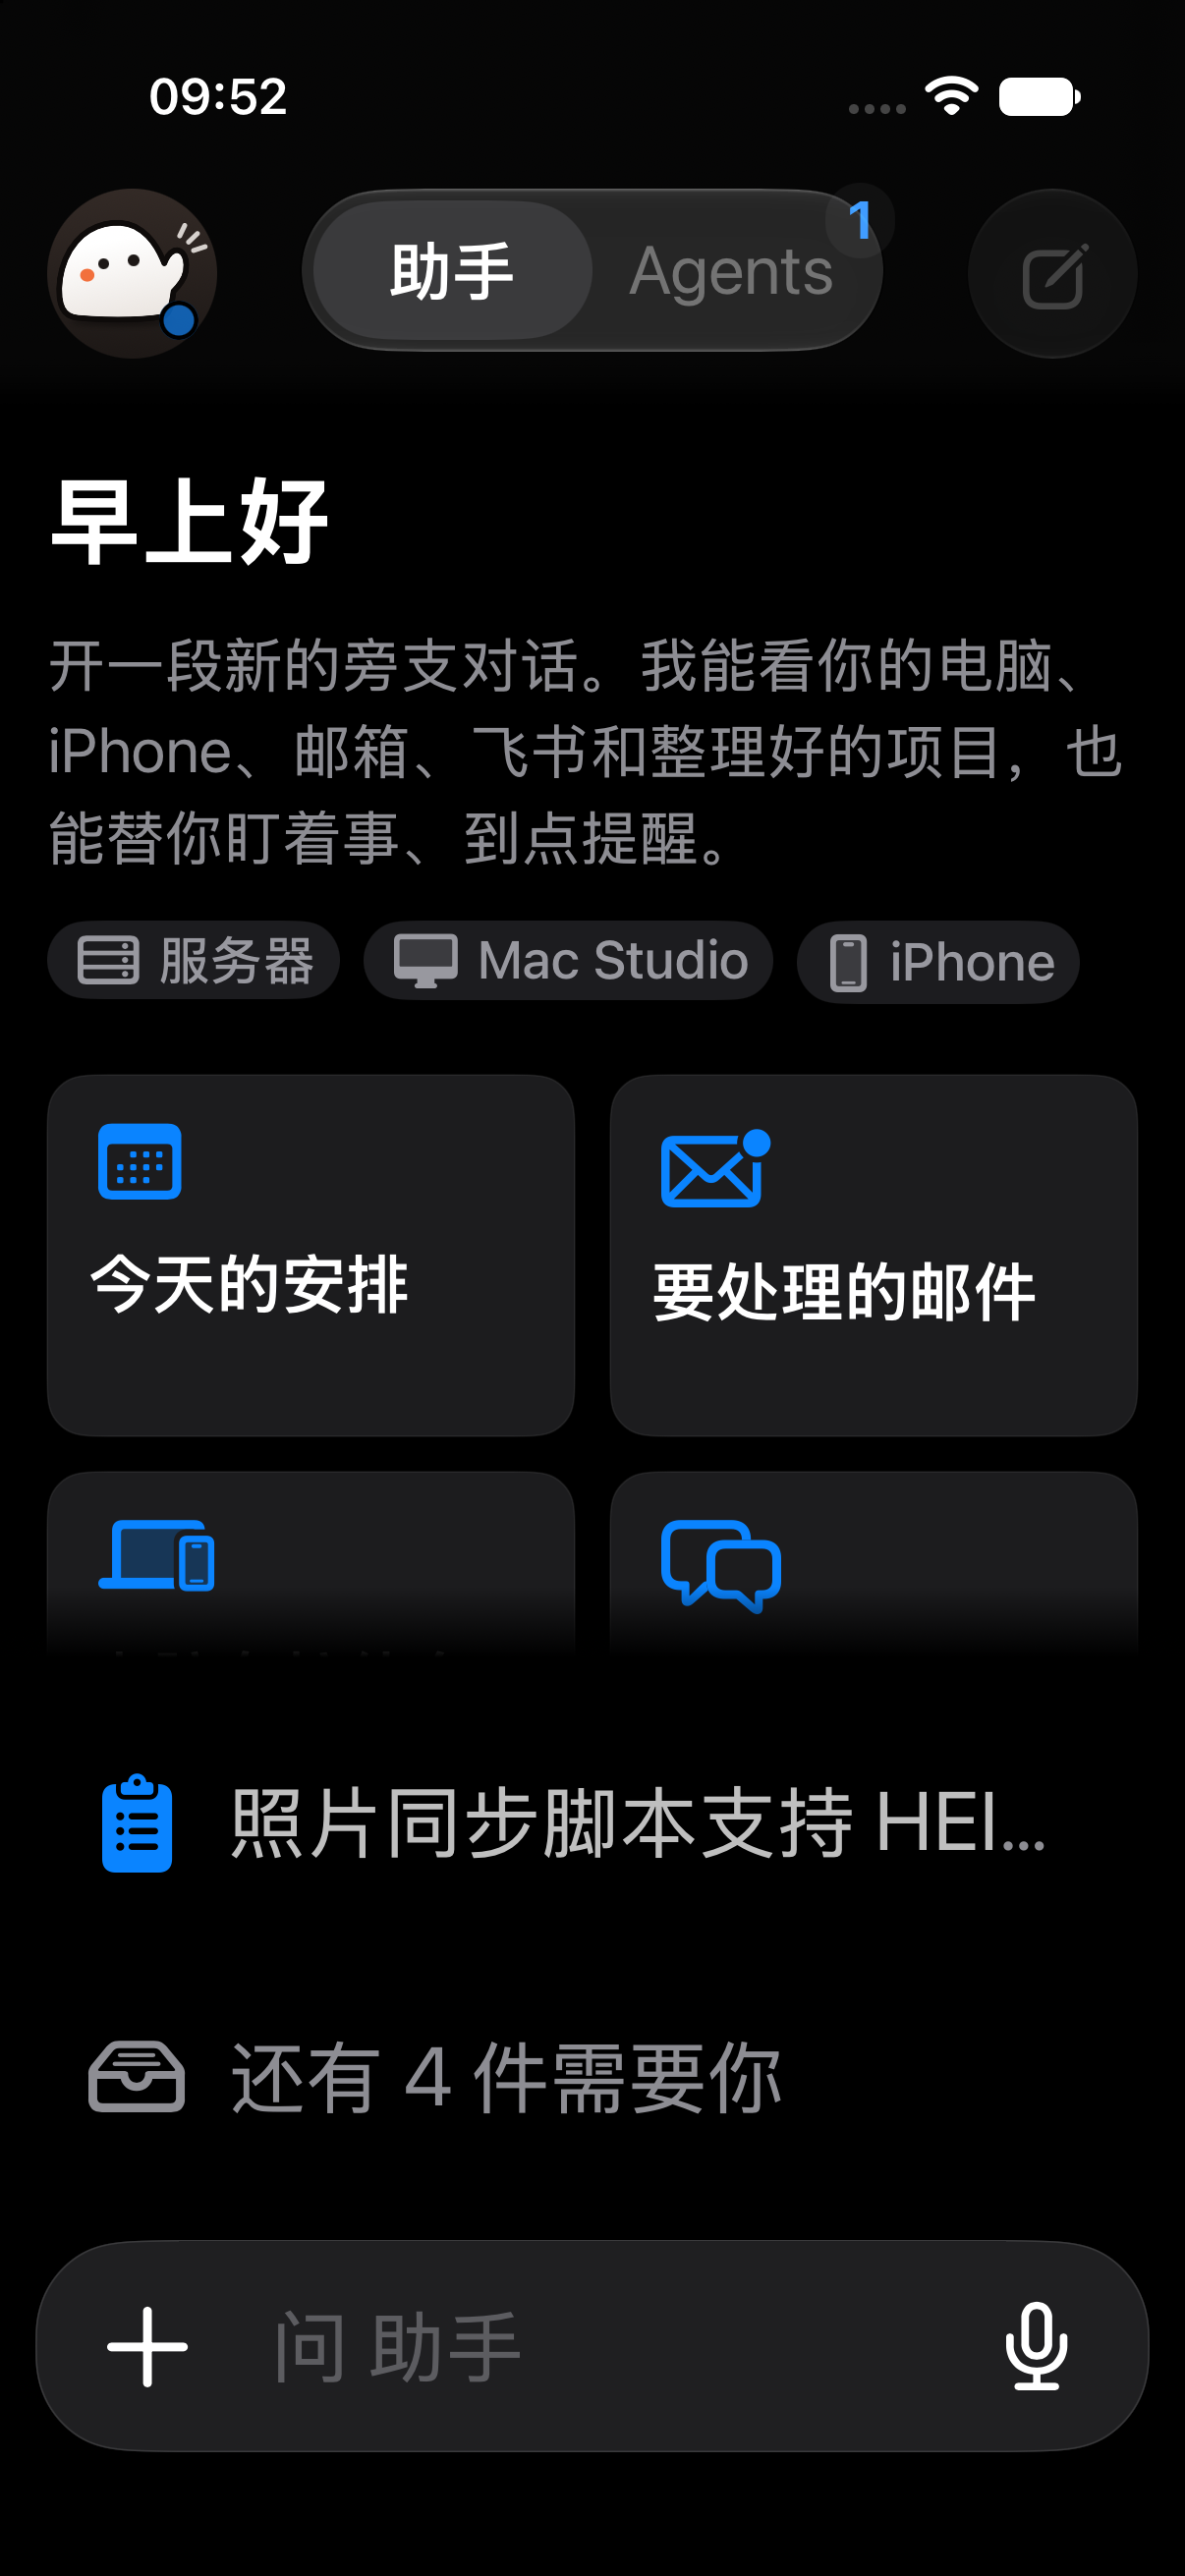 09:52
助手
Agents
1
早上好
开一段新的旁支对话。我能看你的电脑、
iPhone、邮箱、飞书和整理好的项目，也
能替你盯着事、到点提醒。
服务器
Mac Studio
iPhone
今天的安排
要处理的邮件
照片同步脚本支持 HEI…
还有 4 件需要你
问 助手